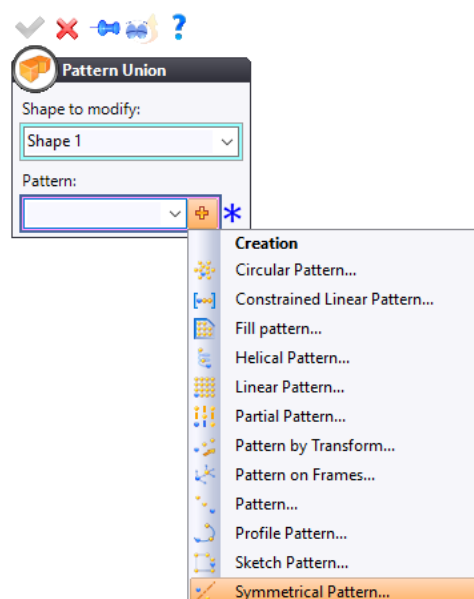 ?
Pattern Union
Shape to modify:
Shape 1
Pattern:
*
Creation
Circular Pattern...
Constrained Linear Pattern...
Fill pattern...
Helical Pattern...
Linear Pattern...
Partial Pattern...
Pattern by Transform...
Pattern on Frames...
Pattern...
Profile Pattern...
Sketch Pattern...
Symmetrical Pattern...